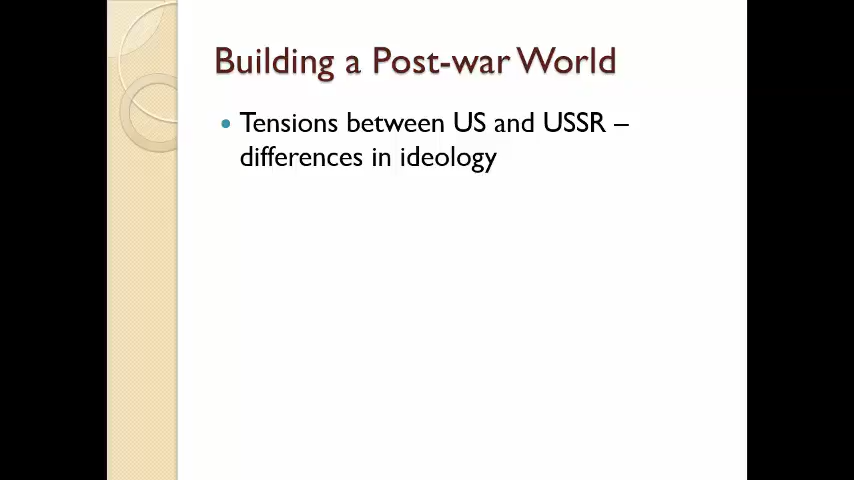 Building a Post-war World
• Tensions between US and USSR –
differences in ideology